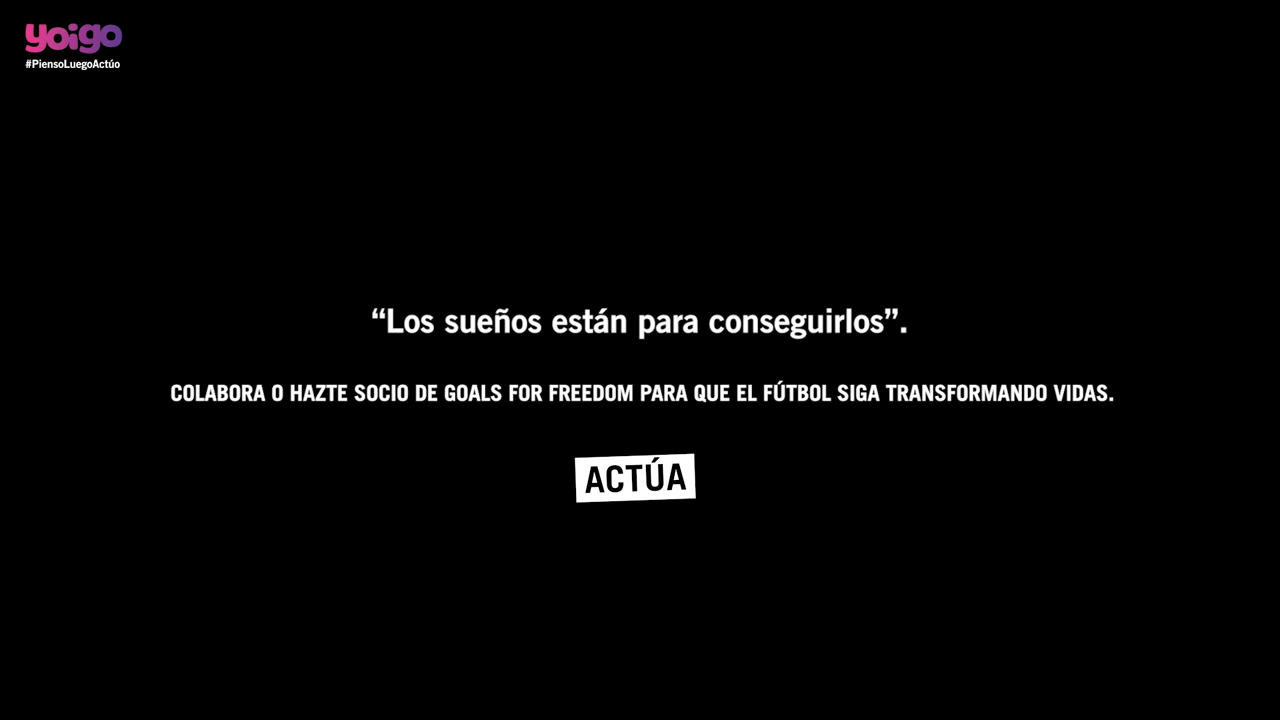 yoigo
#PiensoLuegoActúo
“Los sueños están para conseguirlos”.
COLABORA O HAZTE SOCIO DE GOALS FOR FREEDOM PARA QUE EL FÚTBOL SIGA TRANSFORMANDO VIDAS.
ACTÚA